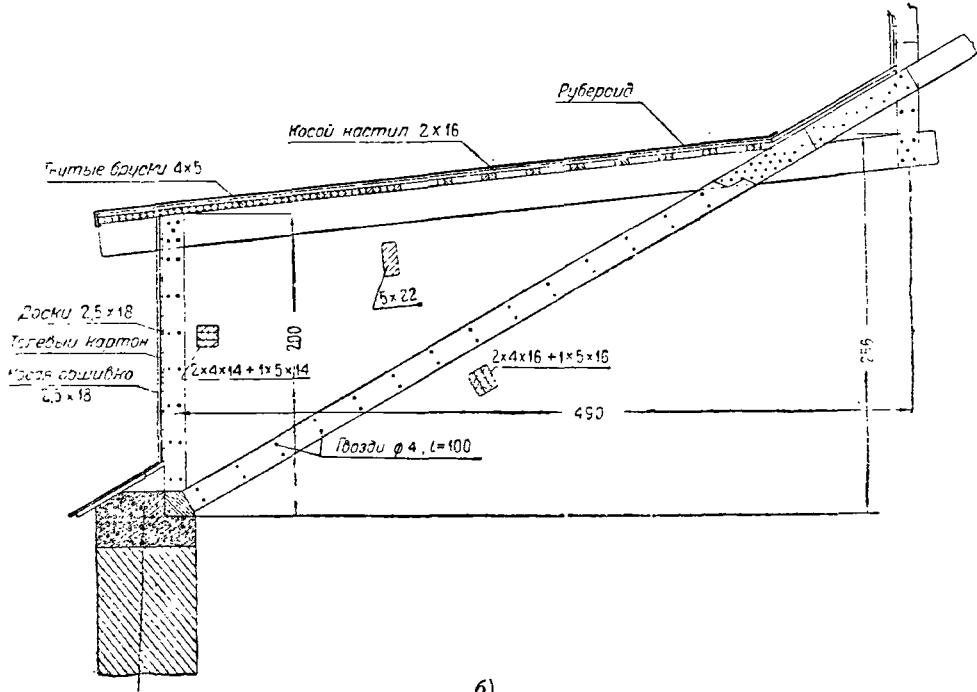 Рубероид
Косой настил 2×16
Гнутые бруски 4×5
5×22
Доски 2,5×18
Толевый картон
Косая обшивка
2,5×18
2×4×14+1×5×14
200
2×4×16+1×5×16
256
490
Гвозди ϕ4, l=100
б)